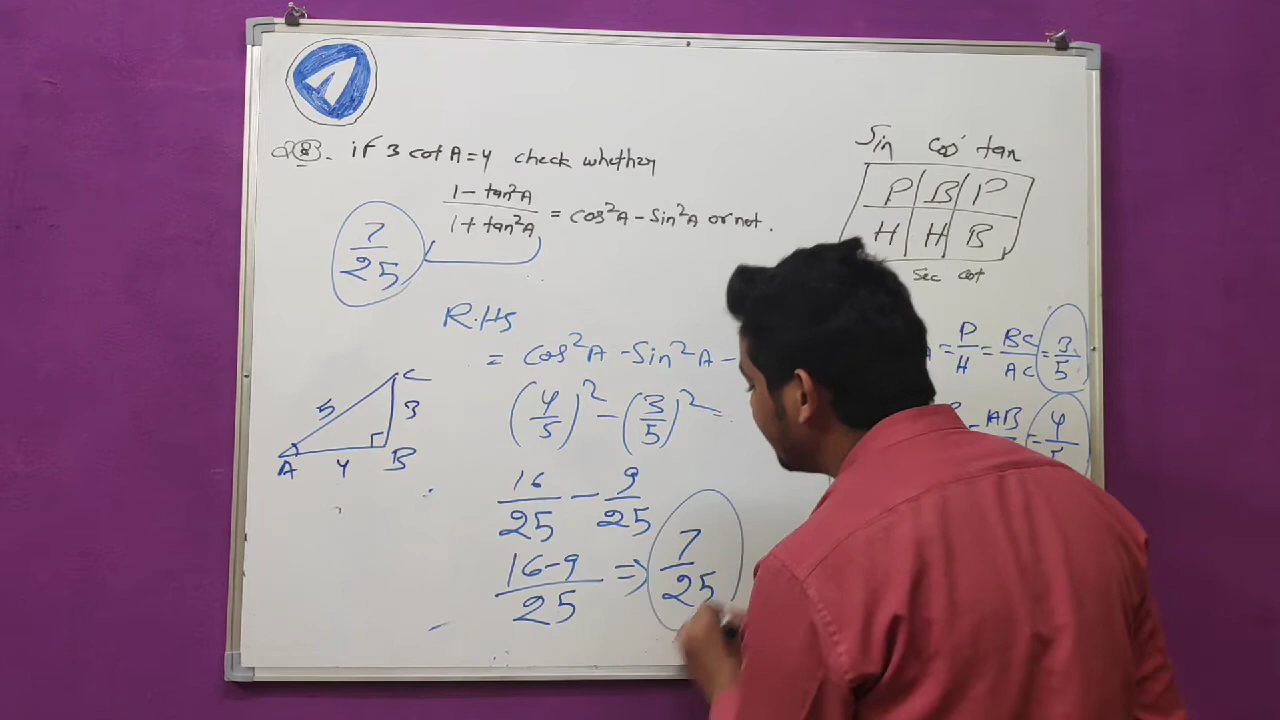 Q8. if 3 cot A = 4 check whether
1 - tan²A / 1 + tan²A = cos²A - sin²A or not.
7/25
Sin cos tan
P B P
H H B
Sec cot
R.HS
= cos²A - Sin²A -
(4/5)² - (3/5)² =
16/25 - 9/25
16-9/25 => 7/25
C
5 3
A 4 B
A = P/H = BC/AC = 3/5
= AB = 4/5